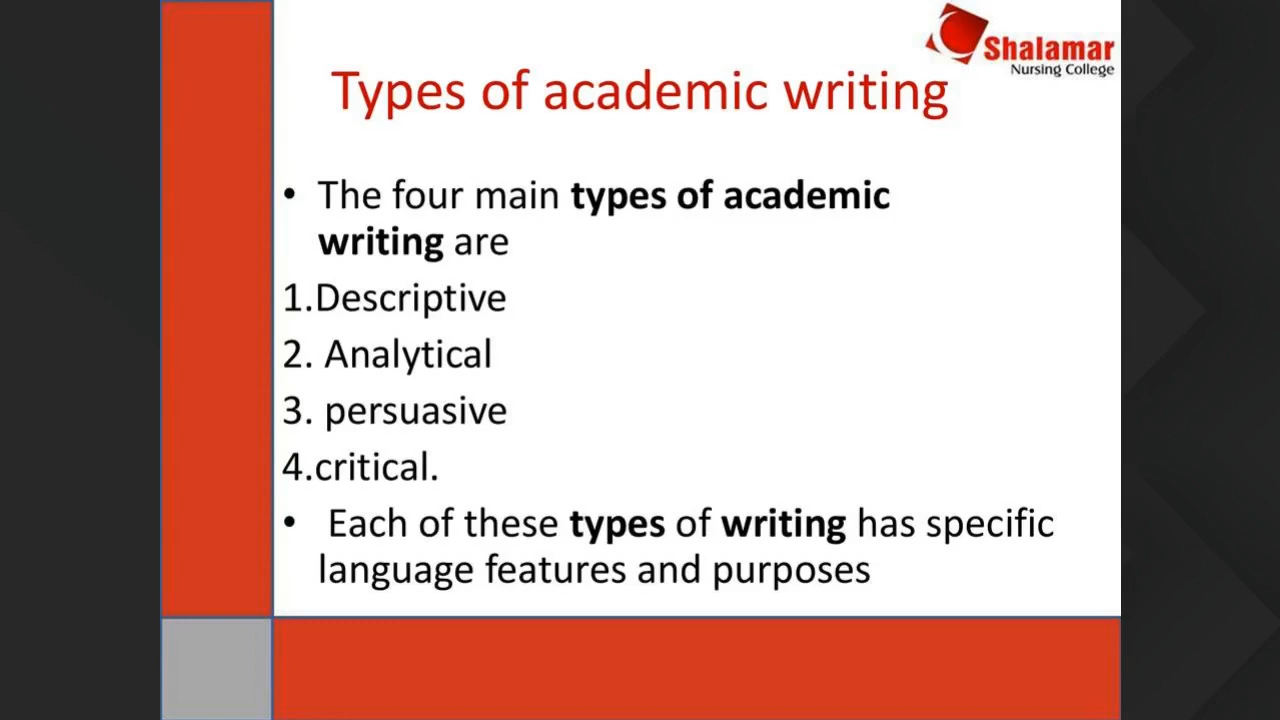 Shalamar
Nursing College
Types of academic writing
• The four main types of academic
writing are
1.Descriptive
2. Analytical
3. persuasive
4.critical.
• Each of these types of writing has specific
language features and purposes